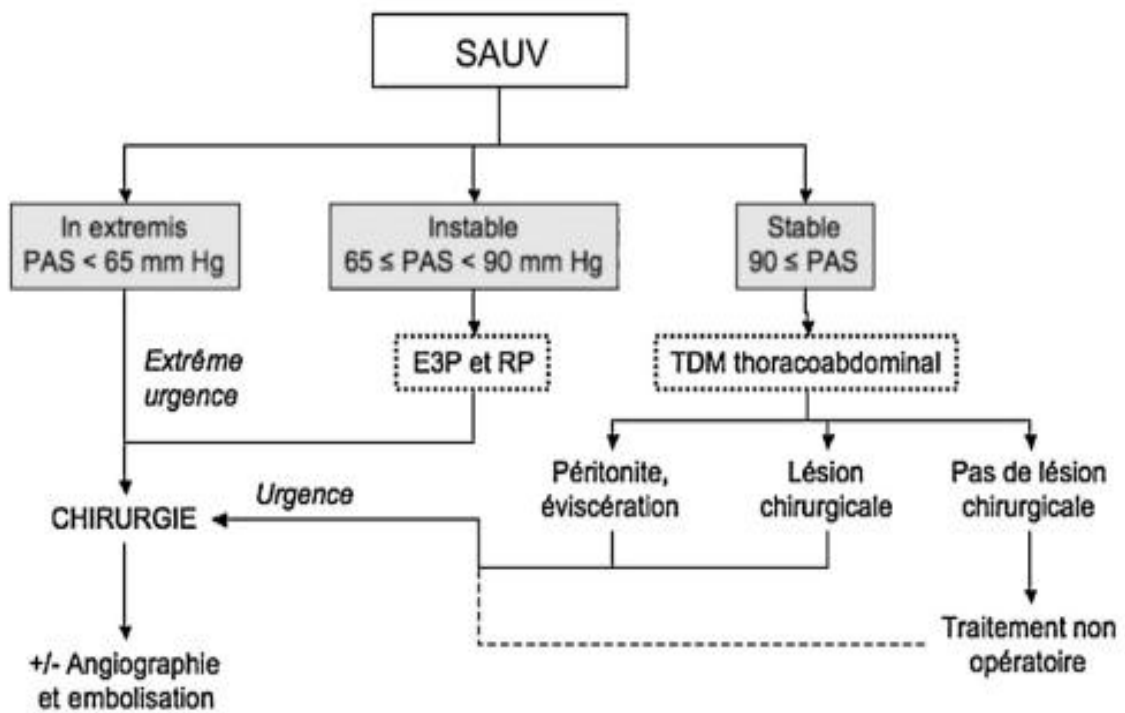 SAUV
In extremis
PAS < 65 mm Hg
Instable
65 ≤ PAS < 90 mm Hg
Stable
90 ≤ PAS
Extrême
urgence
E3P et RP
TDM thoracoabdominal
Péritonite,
éviscération
Lésion
chirurgicale
Pas de lésion
chirurgicale
Urgence
CHIRURGIE
Traitement non
opératoire
+/- Angiographie
et embolisation